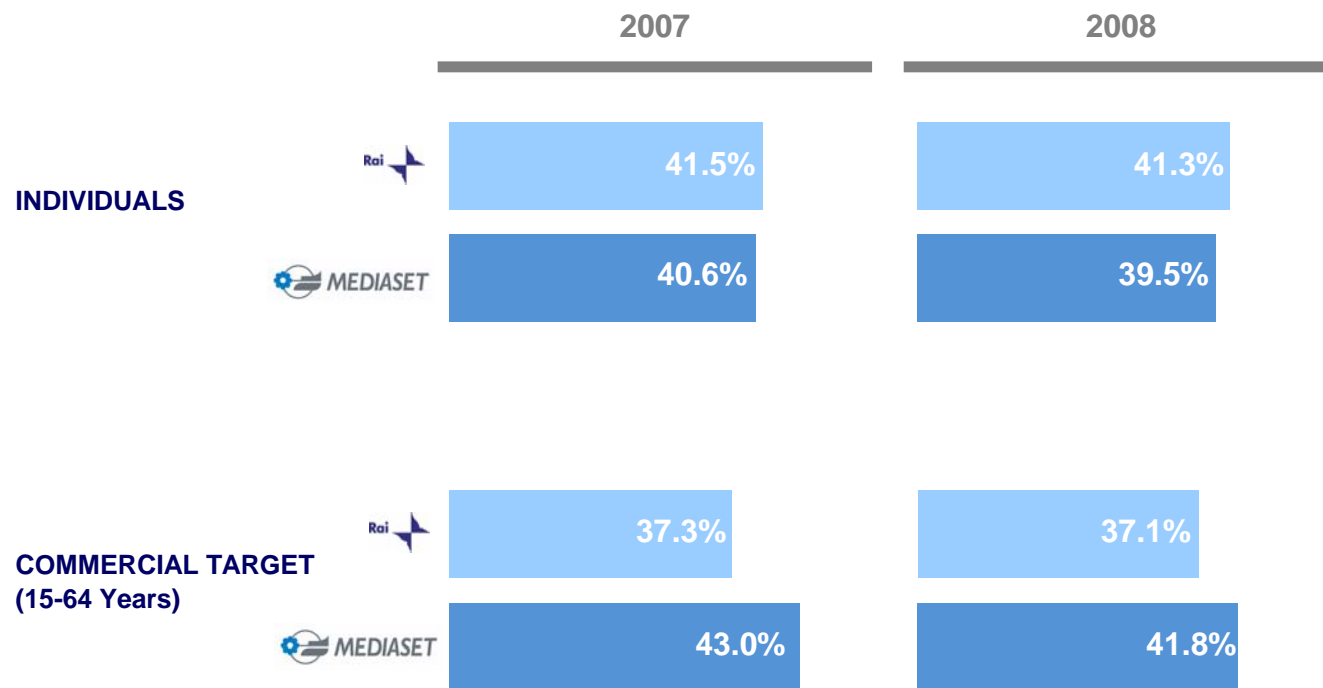 2007
2008
Rai
41.5%
41.3%
INDIVIDUALS
MEDIASET
40.6%
39.5%
Rai
37.3%
37.1%
COMMERCIAL TARGET
(15-64 Years)
MEDIASET
43.0%
41.8%